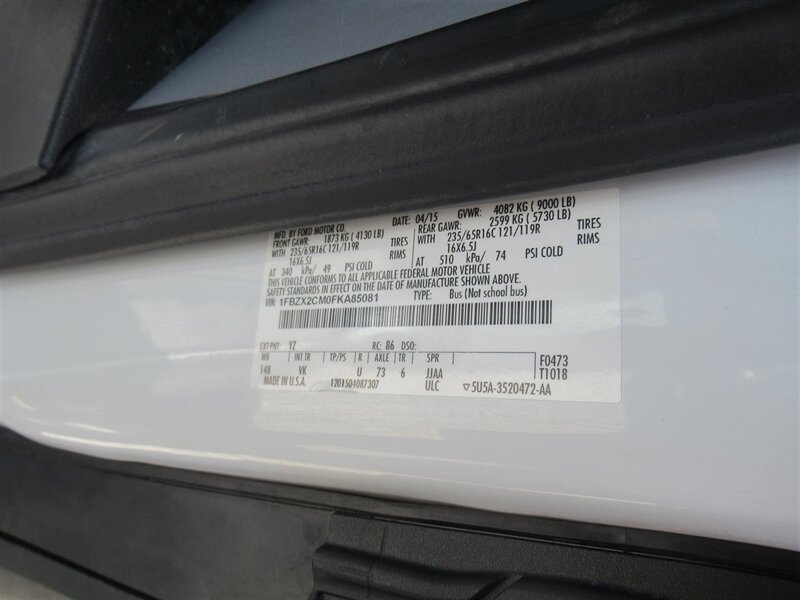 MFD. BY FORD MOTOR CO.
DATE: 04/15 GVWR: 4082 KG ( 9000 LB)
FRONT GAWR: 1873 KG ( 4130 LB)
REAR GAWR: 2599 KG ( 5730 LB)
WITH 235/65R16C 121/119R TIRES
WITH 235/65R16C 121/119R TIRES
16X6.5J RIMS
16X6.5J RIMS
AT 340 kPa/ 49 PSI COLD
AT 510 kPa/ 74 PSI COLD
THIS VEHICLE CONFORMS TO ALL APPLICABLE FEDERAL MOTOR VEHICLE
SAFETY STANDARDS IN EFFECT ON THE DATE OF MANUFACTURE SHOWN ABOVE.
VIN: 1FBZX2CM0FKA85081 TYPE: Bus (Not school bus)
EXT PNT: YZ RC: 86 DSO:
WB INT TR TP/PS R AXLE TR SPR F0473
148 VK U 73 6 JJAA T1018
MADE IN U.S.A. 1201504087307 ULC ▽5U5A-3520472-AA